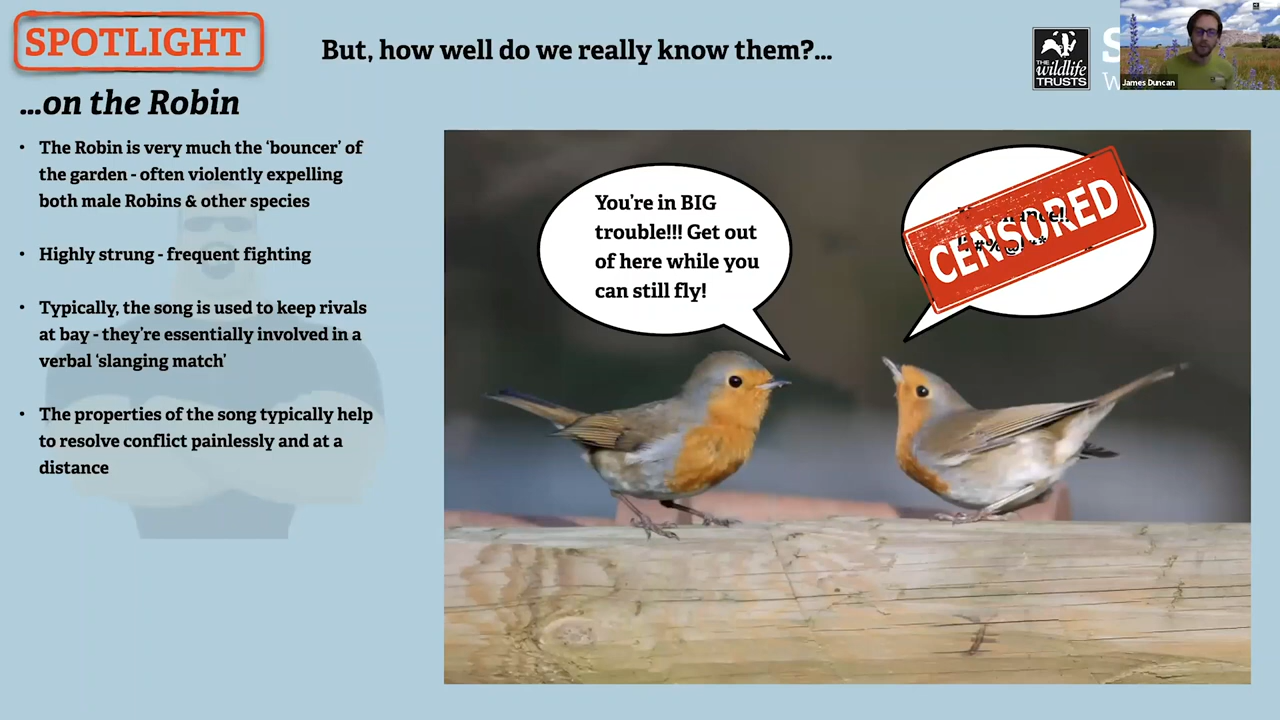 SPOTLIGHT
But, how well do we really know them?...
THE
wildlife
TRUSTS
S
W
James Duncan
...on the Robin
• The Robin is very much the ‘bouncer’ of
the garden - often violently expelling
both male Robins & other species
• Highly strung - frequent fighting
• Typically, the song is used to keep rivals
at bay - they’re essentially involved in a
verbal ‘slanging match’
• The properties of the song typically help
to resolve conflict painlessly and at a
distance
You’re in BIG
trouble!!! Get out
of here while you
can still fly!
CENSORED